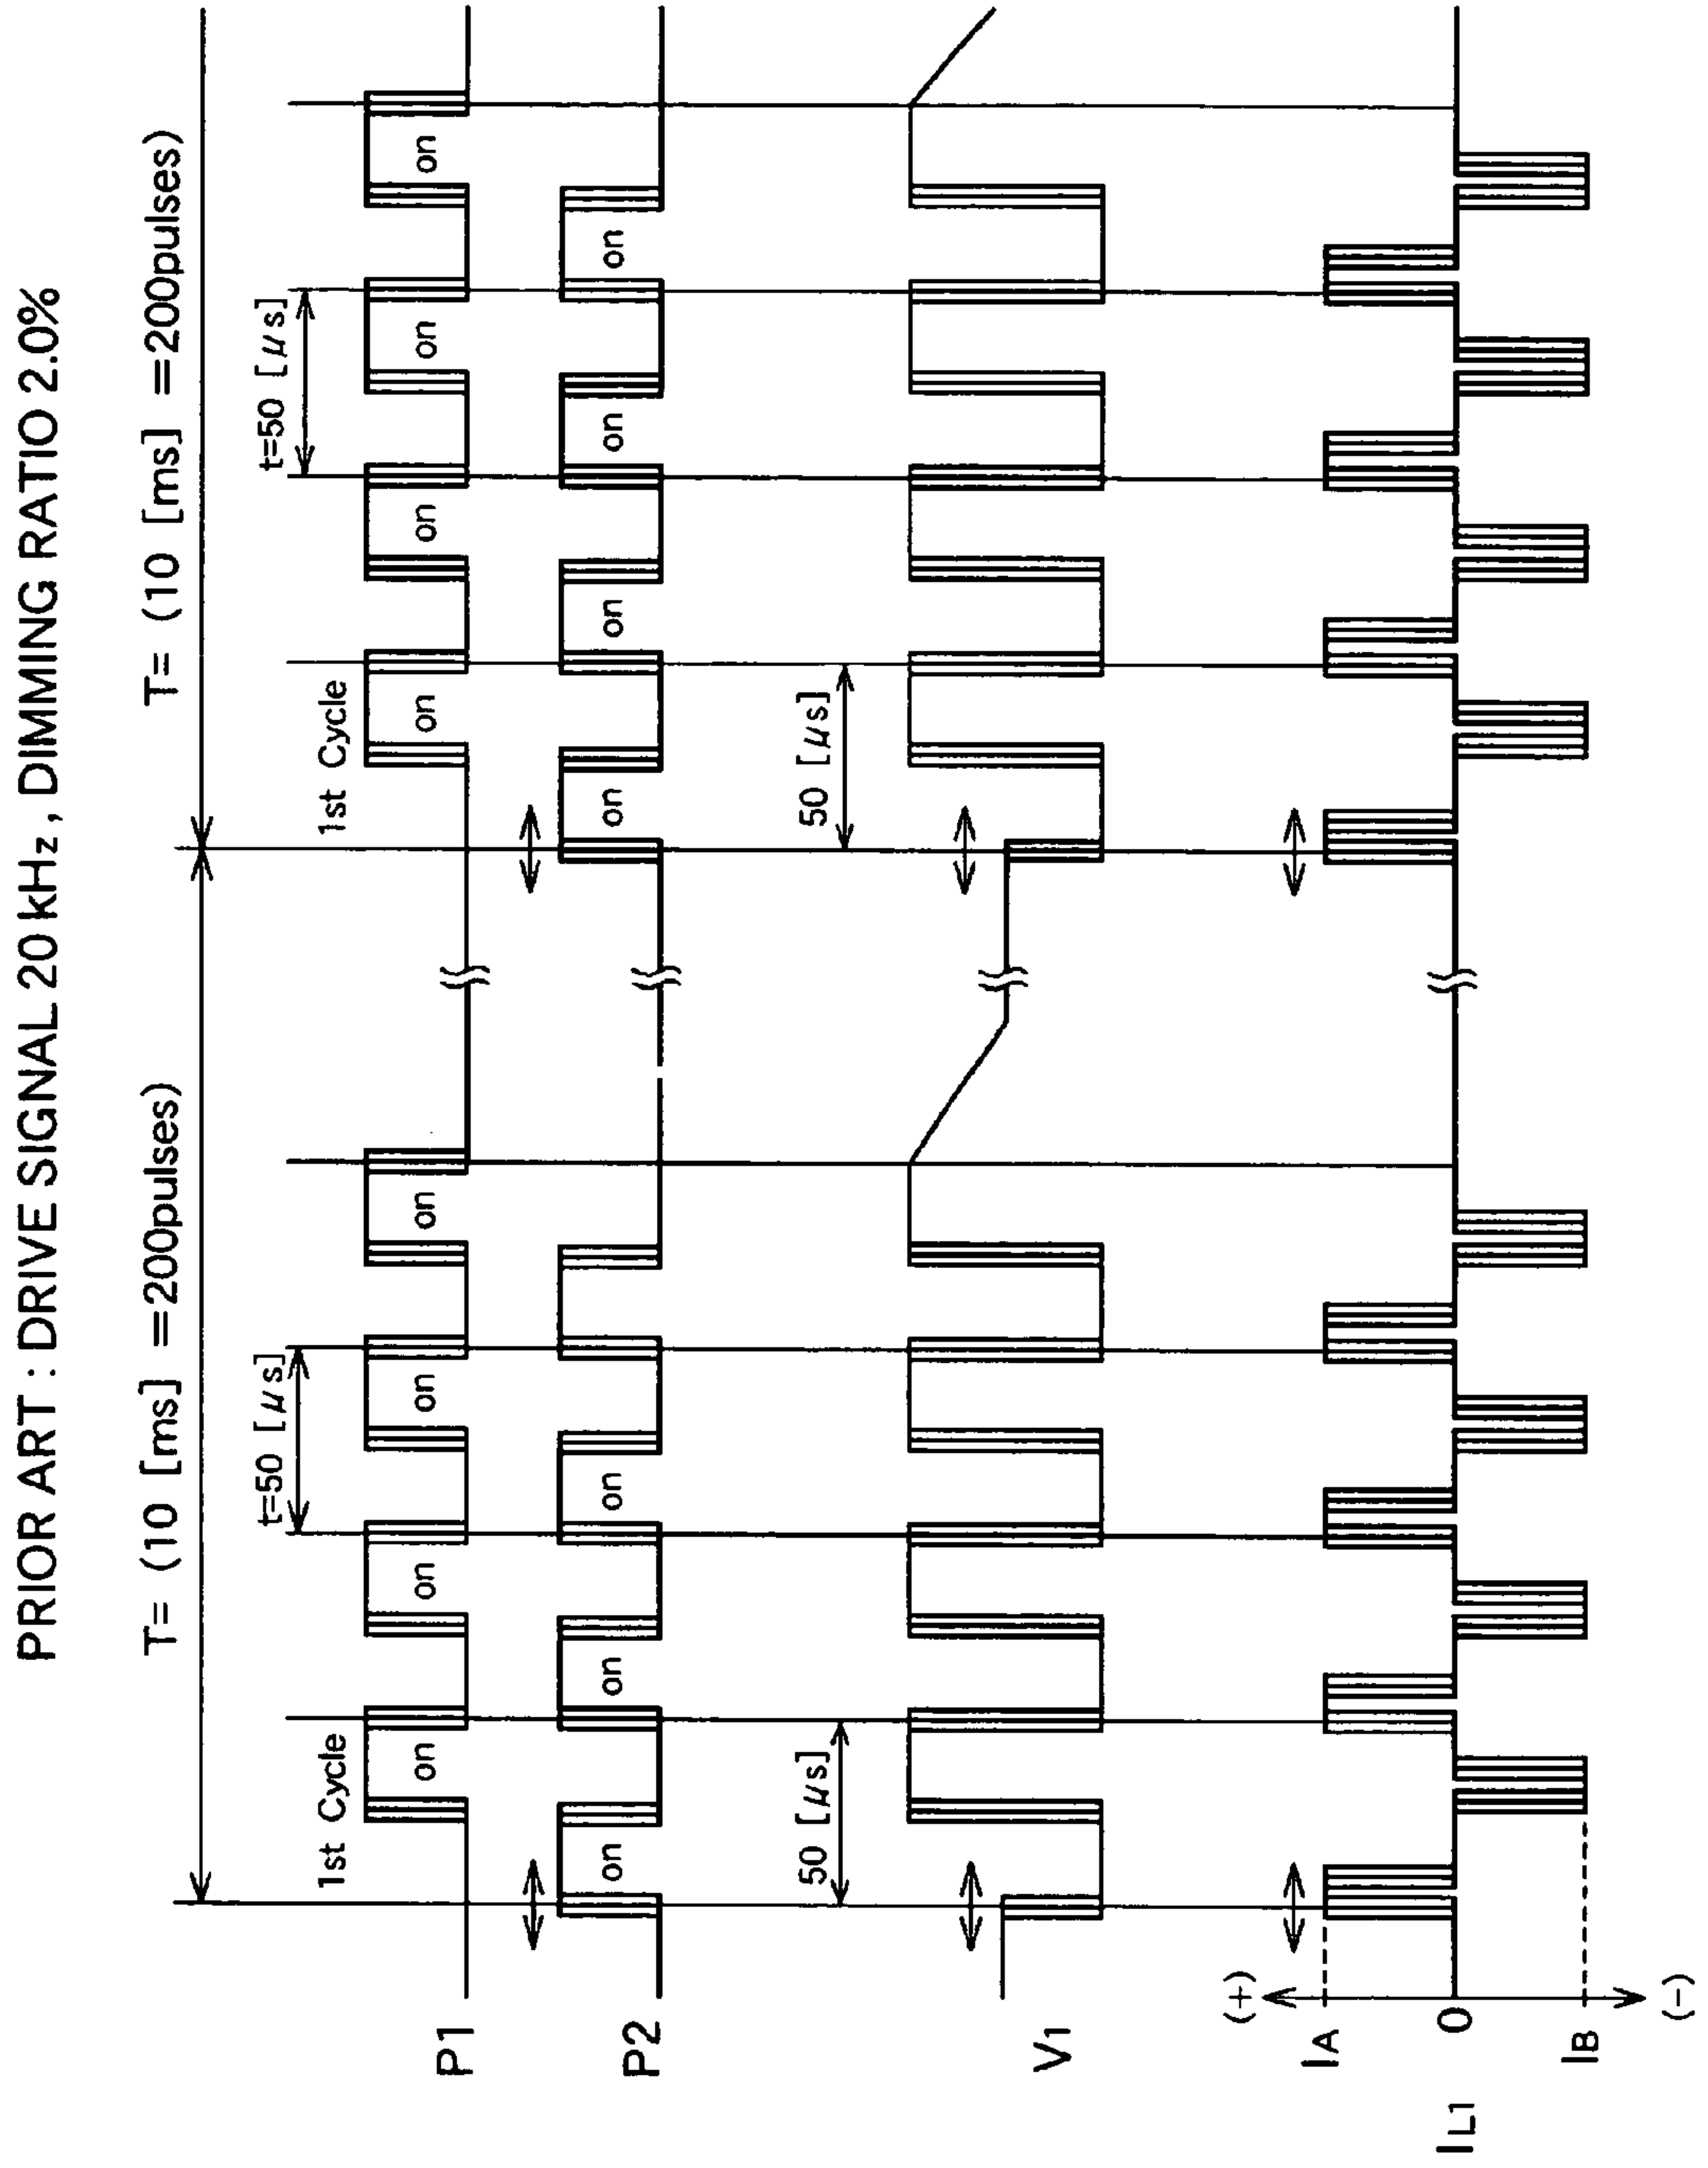 PRIOR ART : DRIVE SIGNAL 20 kHz, DIMMING RATIO 2.0%
T= (10 [ms] =200pulses)
T= (10 [ms] =200pulses)
t=50 [μs]
t=50 [μs]
1st Cycle
1st Cycle
P1
on
on
on
on
on
on
on
on
P2
on
on
on
on
on
on
on
50 [μs]
50 [μs]
V1
(+)
IA
IL1
0
IB
(-)